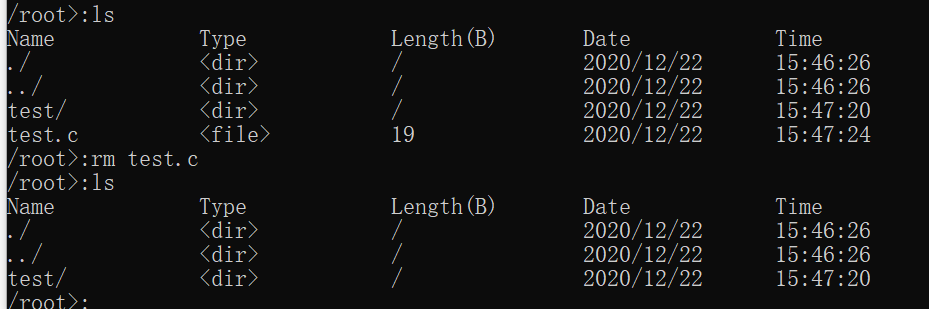 /root>:ls
Name Type Length(B) Date Time
./ <dir> / 2020/12/22 15:46:26
../ <dir> / 2020/12/22 15:46:26
test/ <dir> / 2020/12/22 15:47:20
test.c <file> 19 2020/12/22 15:47:24
/root>:rm test.c
/root>:ls
Name Type Length(B) Date Time
./ <dir> / 2020/12/22 15:46:26
../ <dir> / 2020/12/22 15:46:26
test/ <dir> / 2020/12/22 15:47:20
/root>: